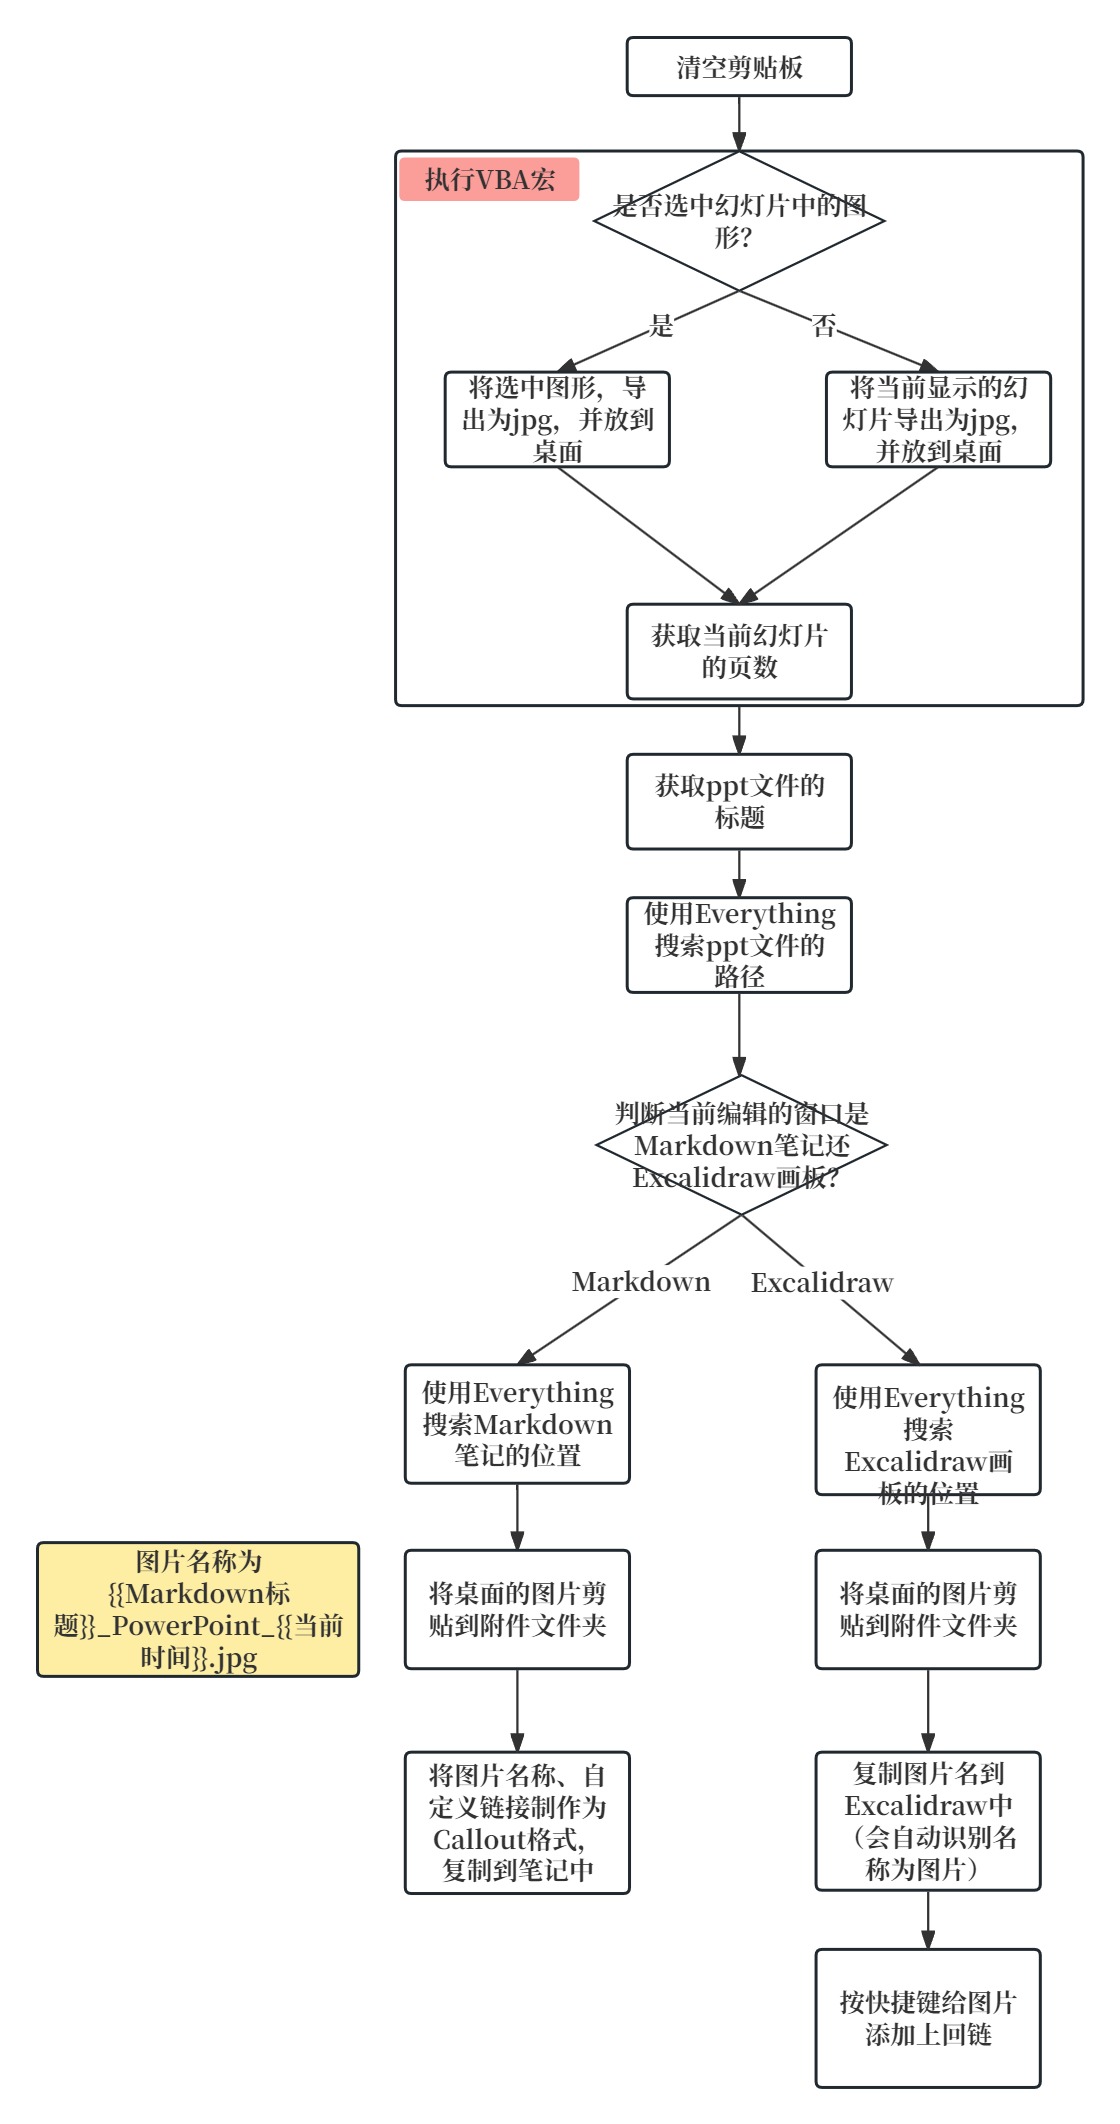 清空剪贴板
执行VBA宏
是否选中幻灯片中的图
形？
是
否
将选中图形，导
出为jpg，并放到
桌面
将当前显示的幻
灯片导出为jpg，
并放到桌面
获取当前幻灯片
的页数
获取ppt文件的
标题
使用Everything
搜索ppt文件的
路径
判断当前编辑的窗口是
Markdown笔记还
Excalidraw画板？
Markdown
Excalidraw
使用Everything
搜索Markdown
笔记的位置
使用Everything
搜索
Excalidraw画
板的位置
图片名称为
{{Markdown标
题}}_PowerPoint_{{当前
时间}}.jpg
将桌面的图片剪
贴到附件文件夹
将桌面的图片剪
贴到附件文件夹
将图片名称、自
定义链接制作为
Callout格式，
复制到笔记中
复制图片名到
Excalidraw中
（会自动识别名
称为图片）
按快捷键给图片
添加上回链